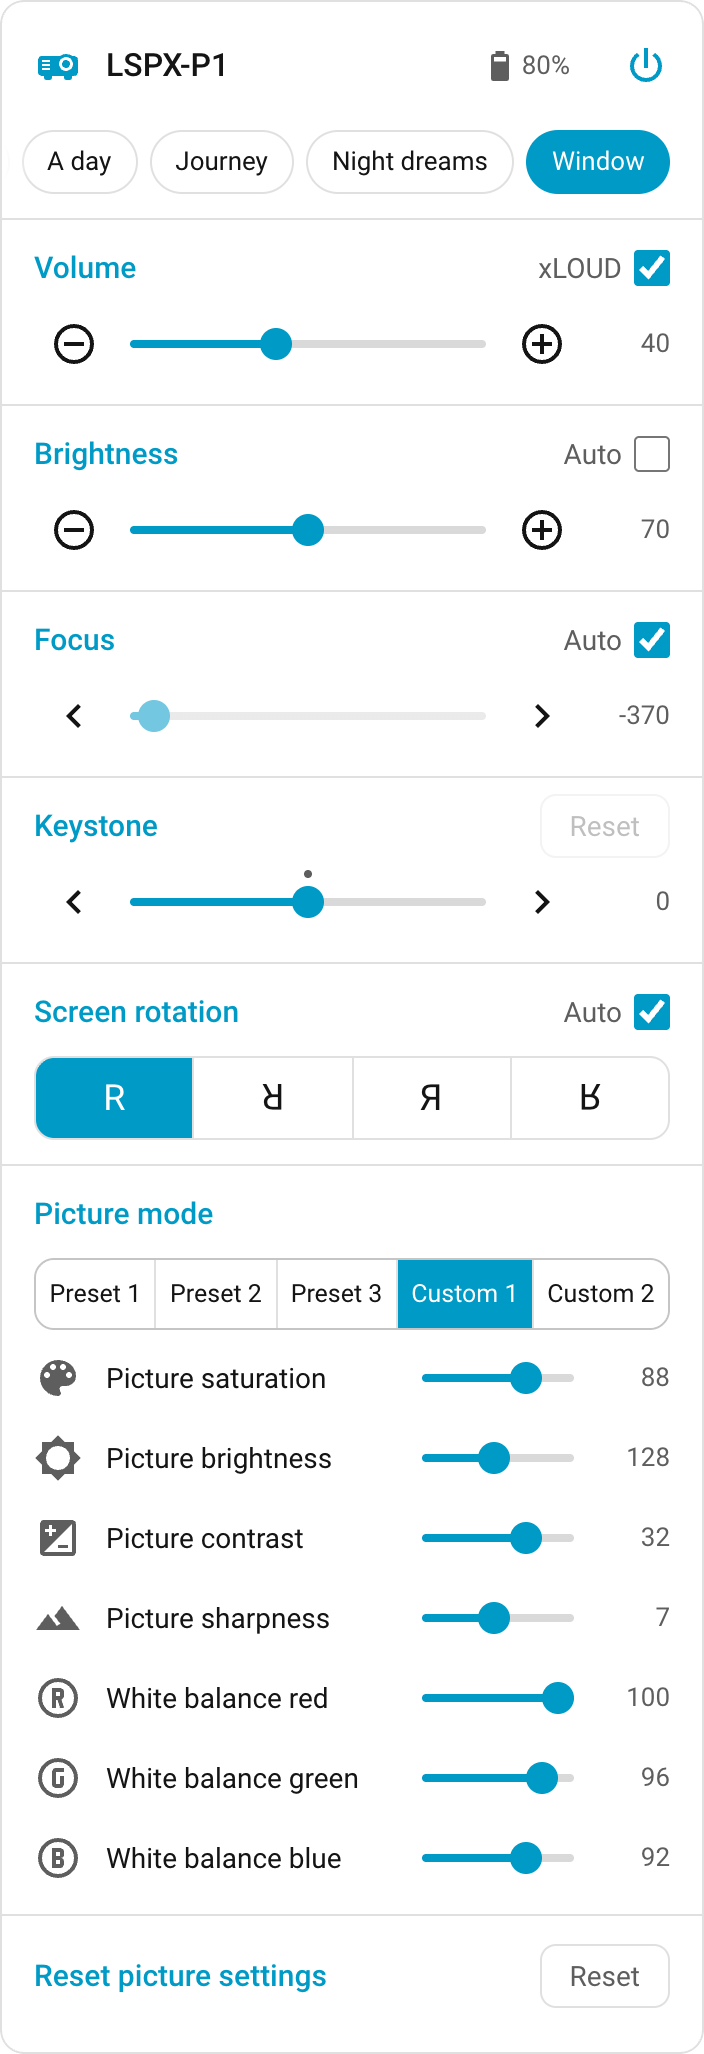 LSPX-P1 80%
A day Journey Night dreams Window
Volume xLOUD
40
Brightness Auto
70
Focus Auto
-370
Keystone Reset
0
Screen rotation Auto
R R R R
Picture mode
Preset 1 Preset 2 Preset 3 Custom 1 Custom 2
Picture saturation 88
Picture brightness 128
Picture contrast 32
Picture sharpness 7
R White balance red 100
G White balance green 96
B White balance blue 92
Reset picture settings Reset